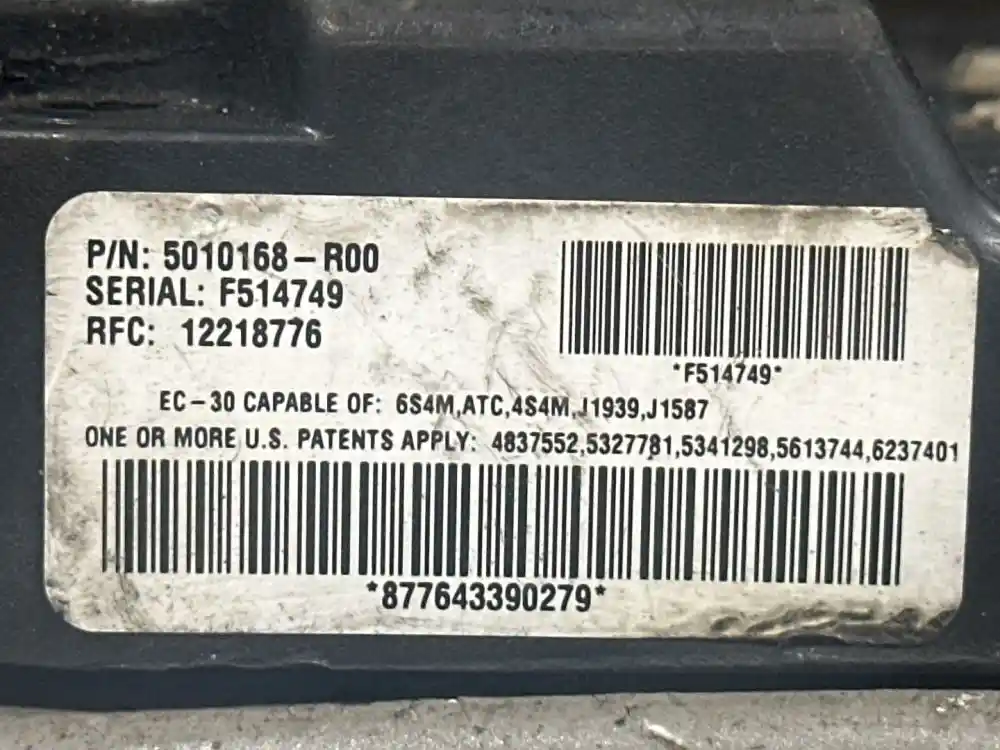 P/N: 5010168-R00
SERIAL: F514749
RFC: 12218776
*F514749*
EC-30 CAPABLE OF: 6S4M,ATC,4S4M,J1939,J1587
ONE OR MORE U.S. PATENTS APPLY: 4837552,5327781,5341298,5613744,6237401
*877643390279*